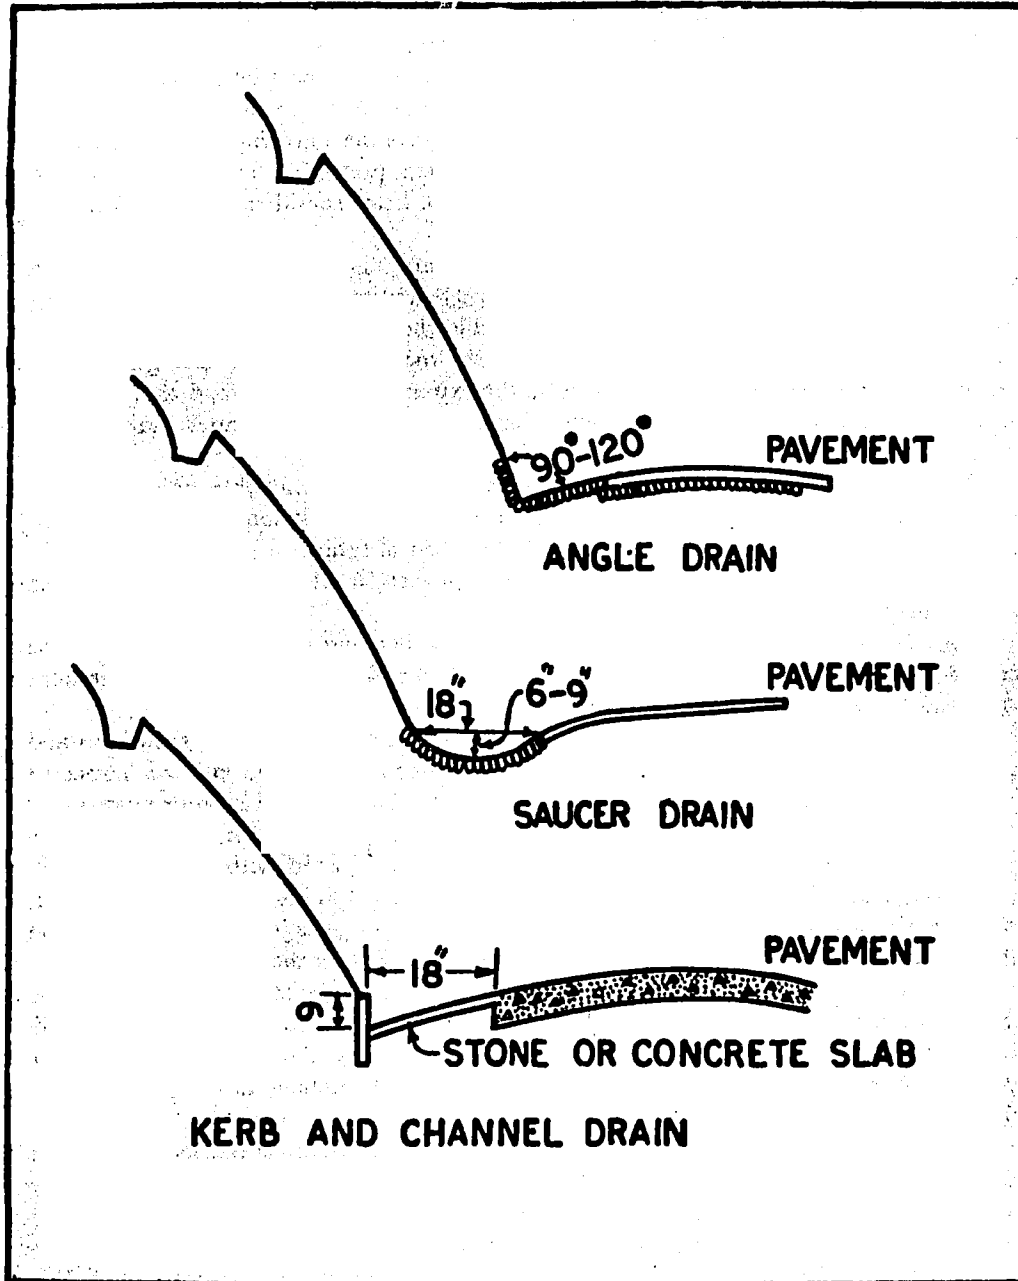 90°-120°
PAVEMENT
ANGLE DRAIN
18"
6"-9"
PAVEMENT
SAUCER DRAIN
PAVEMENT
18"
9
STONE OR CONCRETE SLAB
KERB AND CHANNEL DRAIN